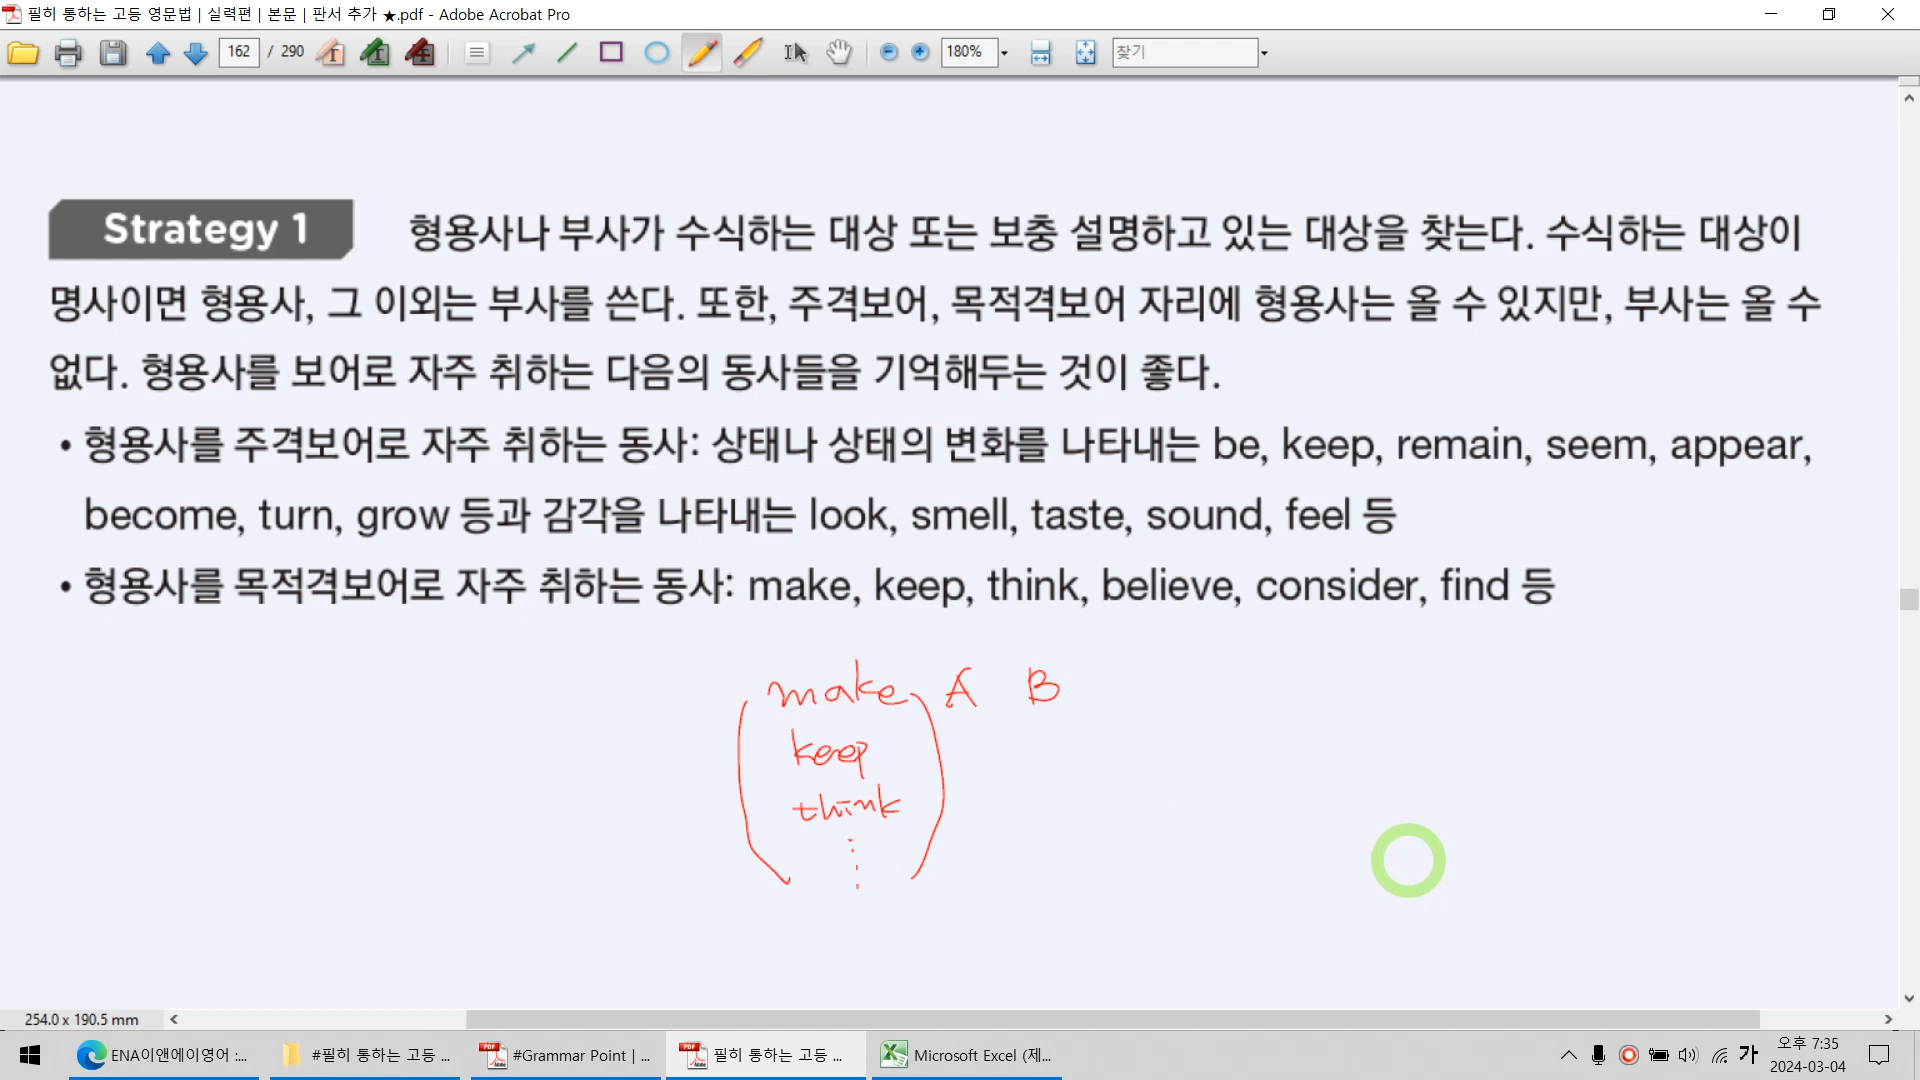 필히 통하는 고등 영문법 | 실력편 | 본문 | 판서 추가 ★.pdf - Adobe Acrobat Pro
162 / 290 180% 찾기
Strategy 1 형용사나 부사가 수식하는 대상 또는 보충 설명하고 있는 대상을 찾는다. 수식하는 대상이
명사이면 형용사, 그 이외는 부사를 쓴다. 또한, 주격보어, 목적격보어 자리에 형용사는 올 수 있지만, 부사는 올 수
없다. 형용사를 보어로 자주 취하는 다음의 동사들을 기억해두는 것이 좋다.
• 형용사를 주격보어로 자주 취하는 동사: 상태나 상태의 변화를 나타내는 be, keep, remain, seem, appear,
become, turn, grow 등과 감각을 나타내는 look, smell, taste, sound, feel 등
• 형용사를 목적격보어로 자주 취하는 동사: make, keep, think, believe, consider, find 등
make A B
keep
think
254.0 x 190.5 mm
ENA이앤에이영어 :... #필히 통하는 고등 ... #Grammar Point | ... 필히 통하는 고등 ... Microsoft Excel (제... 가 오후 7:35
2024-03-04